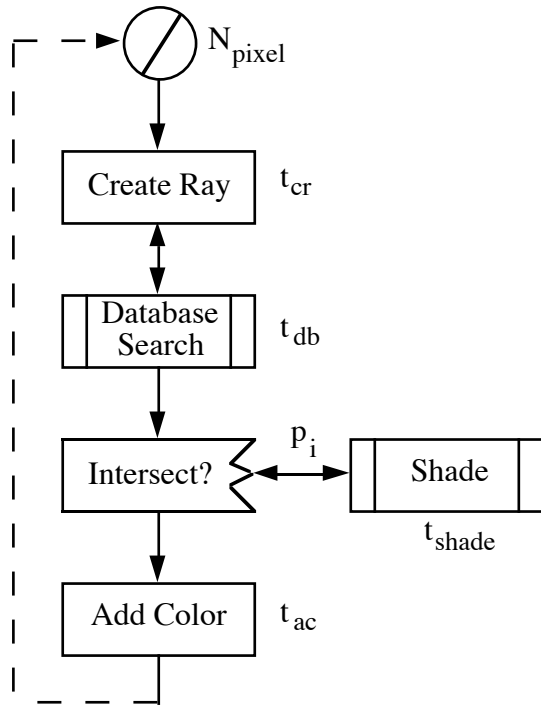 N_pixel
Create Ray
t_cr
Database
Search
t_db
Intersect?
p_i
Shade
t_shade
Add Color
t_ac